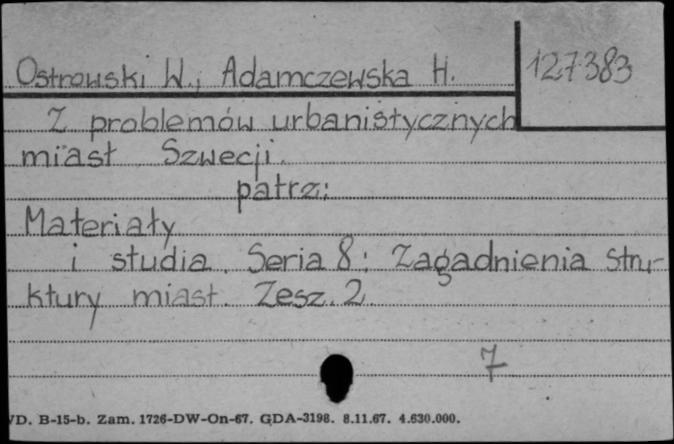 Ostrowski W.; Adamczewska H.
127383
Z problemów urbanistycznych
miast Szwecji.
patrz:
Materiały
i studia. Seria 8: Zagadnienia stru-
ktury miast. Zesz. 2.
7
D. B-15-b. Zam. 1726-DW-On-67. GDA-3198. 8.11.67. 4.630.000.